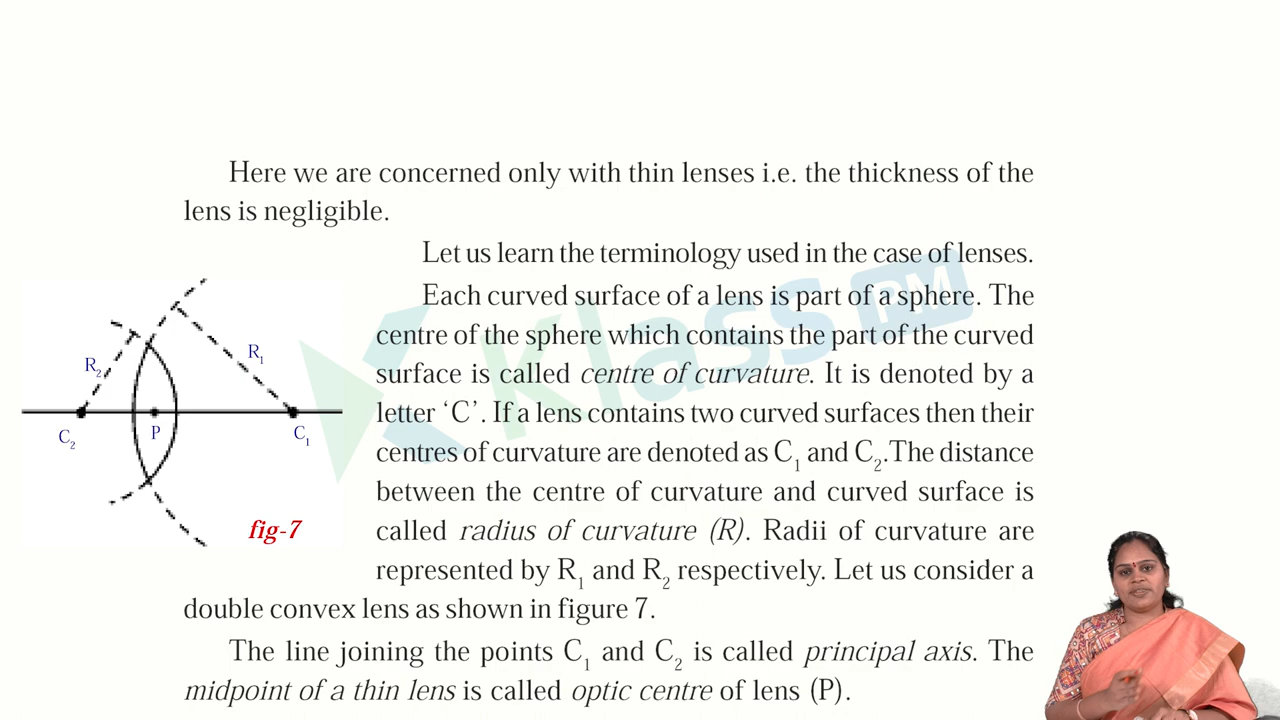 Here we are concerned only with thin lenses i.e. the thickness of the
lens is negligible.
Let us learn the terminology used in the case of lenses.
Each curved surface of a lens is part of a sphere. The
centre of the sphere which contains the part of the curved
surface is called centre of curvature. It is denoted by a
letter ‘C’. If a lens contains two curved surfaces then their
centres of curvature are denoted as C₁ and C₂.The distance
between the centre of curvature and curved surface is
called radius of curvature (R). Radii of curvature are
represented by R₁ and R₂ respectively. Let us consider a
double convex lens as shown in figure 7.
The line joining the points C₁ and C₂ is called principal axis. The
midpoint of a thin lens is called optic centre of lens (P).
R₂
R₁
C₂
P
C₁
fig-7
Klass PM